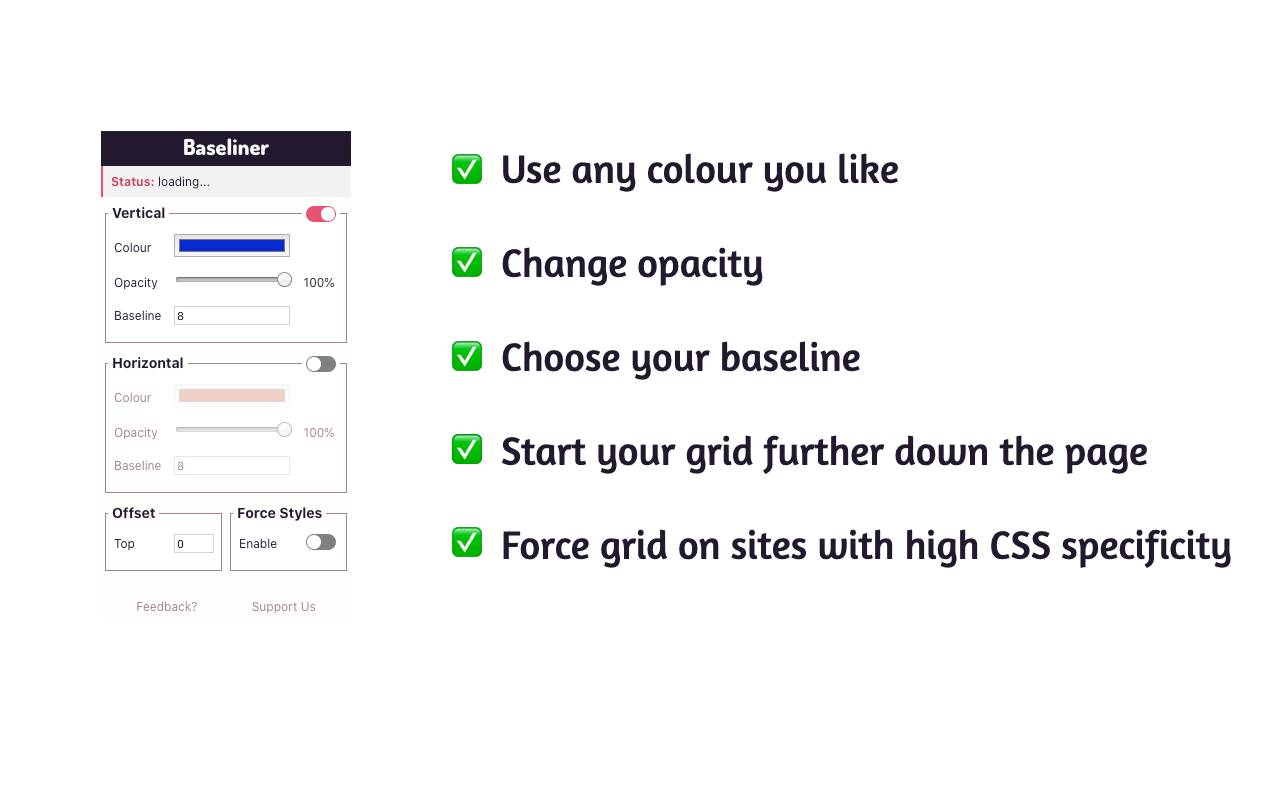 Baseliner
Status: loading...
Vertical
Colour
Opacity 100%
Baseline 8
Horizontal
Colour
Opacity 100%
Baseline 8
Offset
Top 0
Force Styles
Enable
Feedback? Support Us
Use any colour you like
Change opacity
Choose your baseline
Start your grid further down the page
Force grid on sites with high CSS specificity